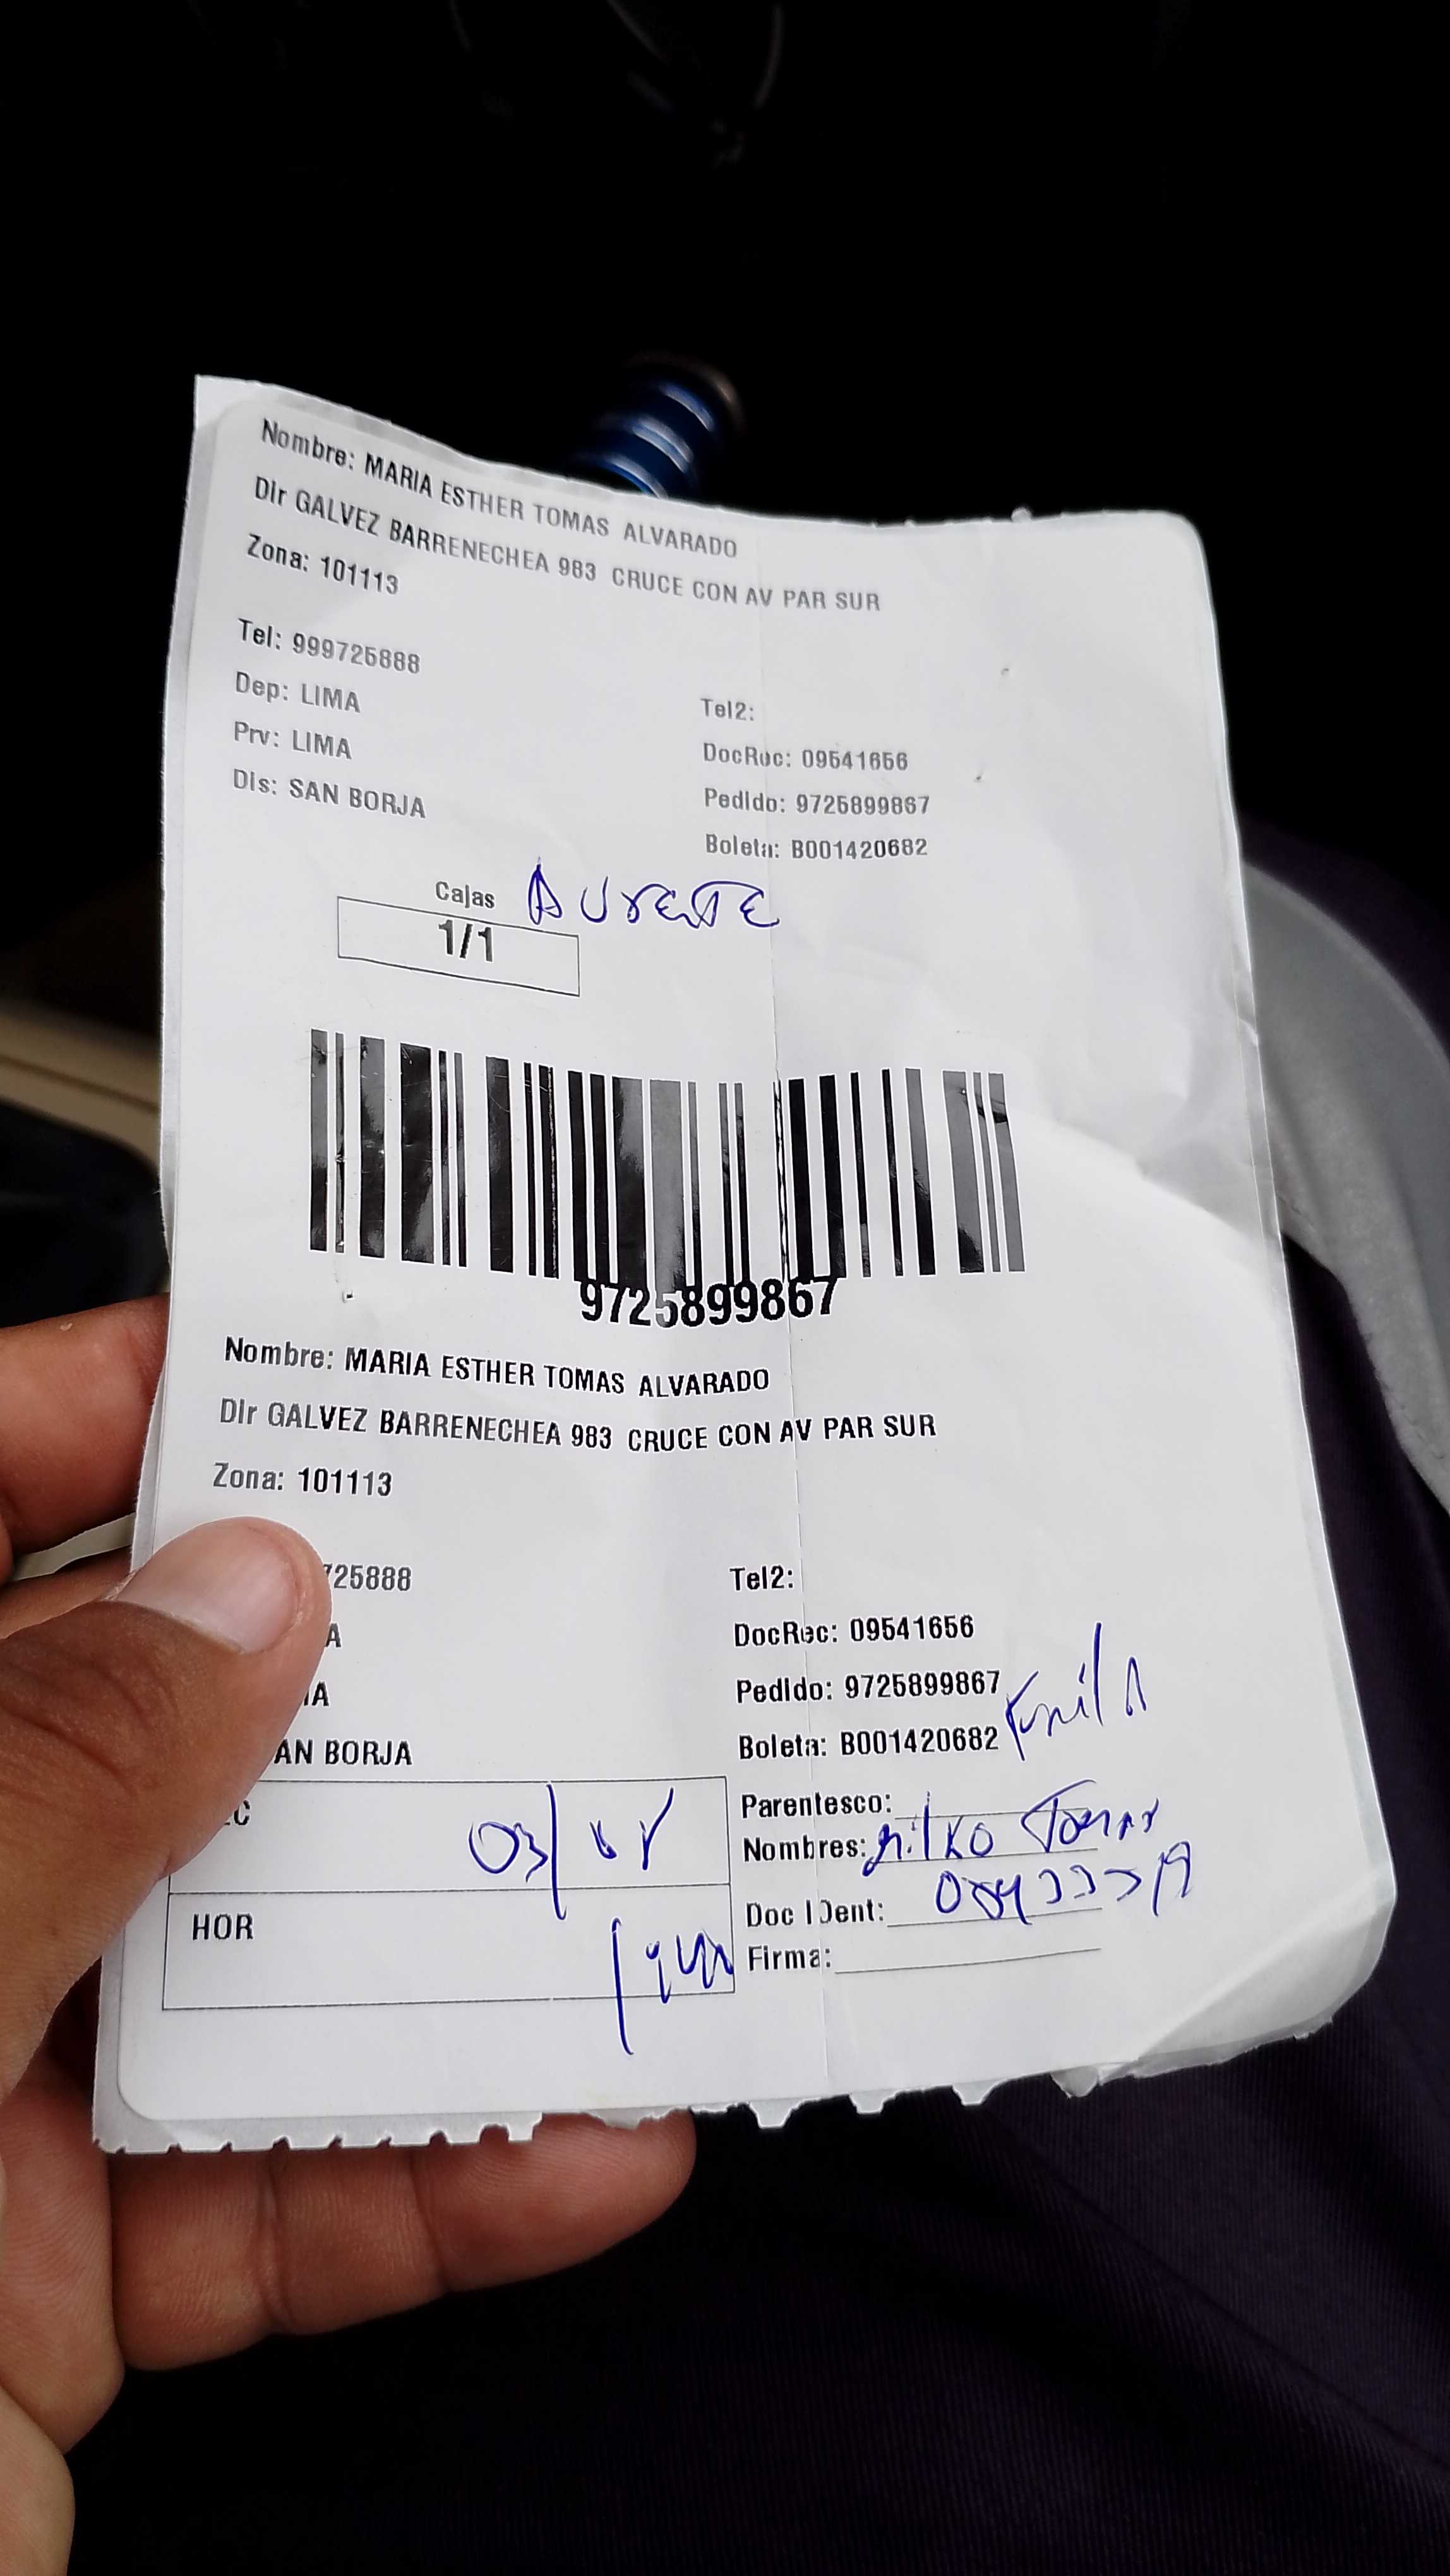 Nombre: MARIA ESTHER TOMAS ALVARADO
Dir GALVEZ BARRENECHEA 983 CRUCE CON AV PAR SUR
Zona: 101113
Tel: 999725888
Dep: LIMA
Tel2:
Prv: LIMA
DocRec: 09541656
Dis: SAN BORJA
Pedido: 9725899867
Boleta: B001420682
Cajas
1/1
9725899867
Nombre: MARIA ESTHER TOMAS ALVARADO
Dir GALVEZ BARRENECHEA 983 CRUCE CON AV PAR SUR
Zona: 101113
725888
Tel2:
A
DocRec: 09541656
IA
Pedido: 9725899867
AN BORJA
Boleta: B001420682
Parentesco:
Nombres:
HOR
Doc IDent:
Firma: